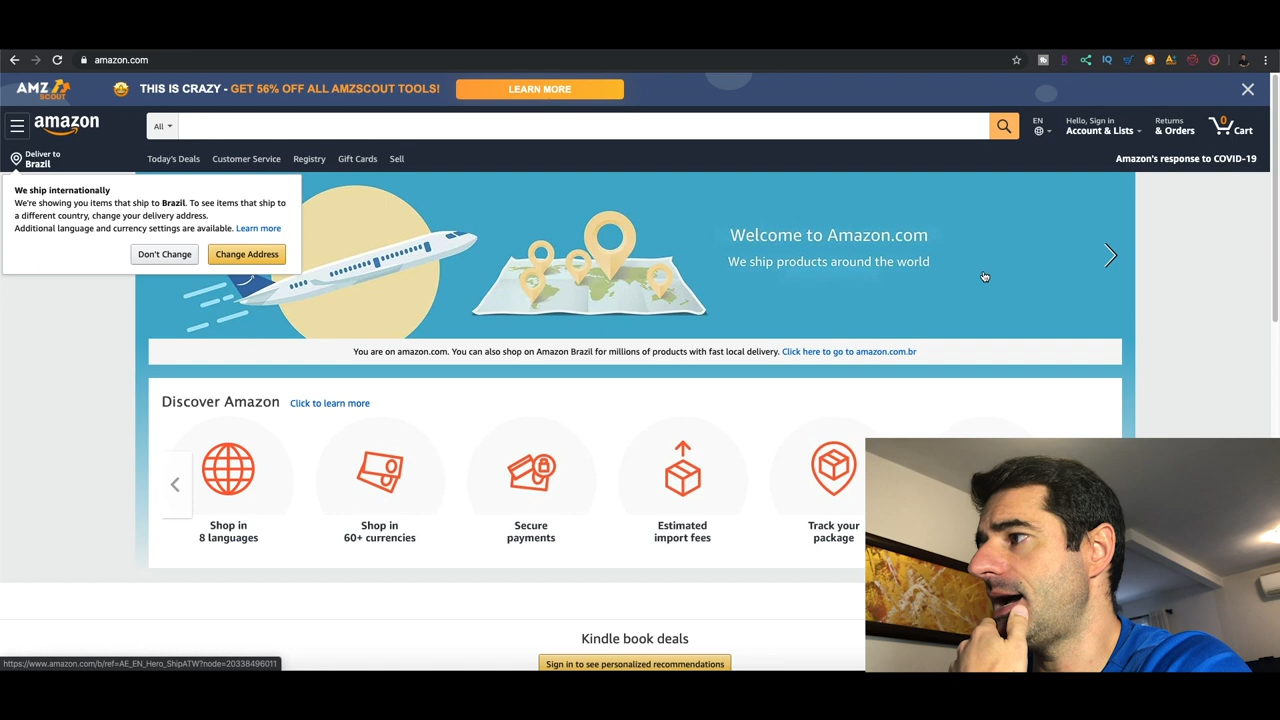 amazon.com
AMZ
SCOUT
THIS IS CRAZY - GET 56% OFF ALL AMZSCOUT TOOLS!
LEARN MORE
amazon
All
EN
Hello, Sign in
Account & Lists
Returns
& Orders
0
Cart
Deliver to
Brazil
Today's Deals
Customer Service
Registry
Gift Cards
Sell
Amazon's response to COVID-19
We ship internationally
We're showing you items that ship to Brazil. To see items that ship to
a different country, change your delivery address.
Additional language and currency settings are available. Learn more
Don't Change
Change Address
Welcome to Amazon.com
We ship products around the world
You are on amazon.com. You can also shop on Amazon Brazil for millions of products with fast local delivery. Click here to go to amazon.com.br
Discover Amazon
Click to learn more
Shop in
8 languages
Shop in
60+ currencies
Secure
payments
Estimated
import fees
Track your
package
Kindle book deals
Sign in to see personalized recommendations
https://www.amazon.com/b/ref=AE_EN_Hero_ShipATW?node=20338496011